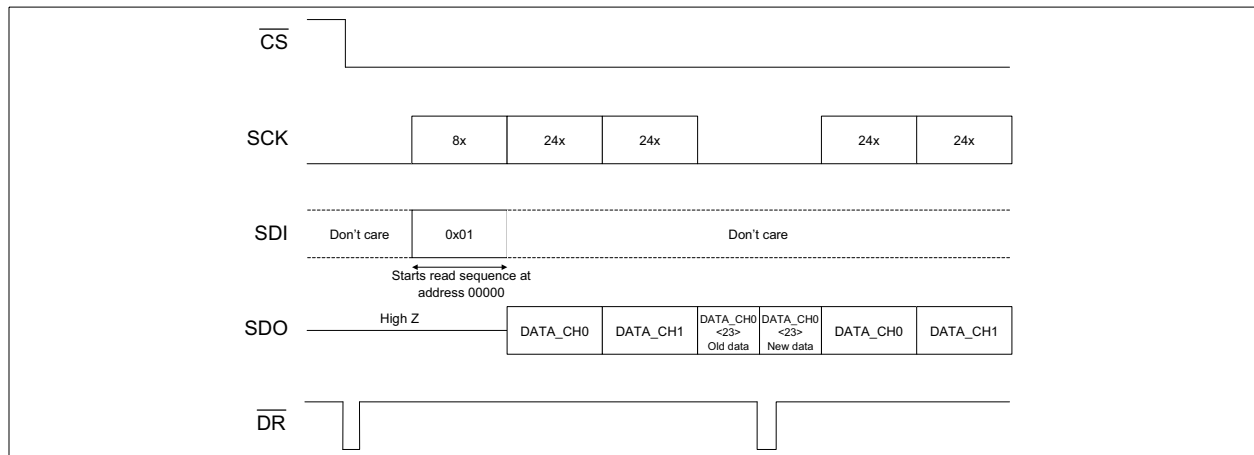 CS
SCK
8x
24x
24x
24x
24x
SDI
Don't care
0x01
Don't care
Starts read sequence at
address 00000
SDO
High Z
DATA_CH0
DATA_CH1
DATA_CH0
<23>
Old data
DATA_CH0
<23>
New data
DATA_CH0
DATA_CH1
DR